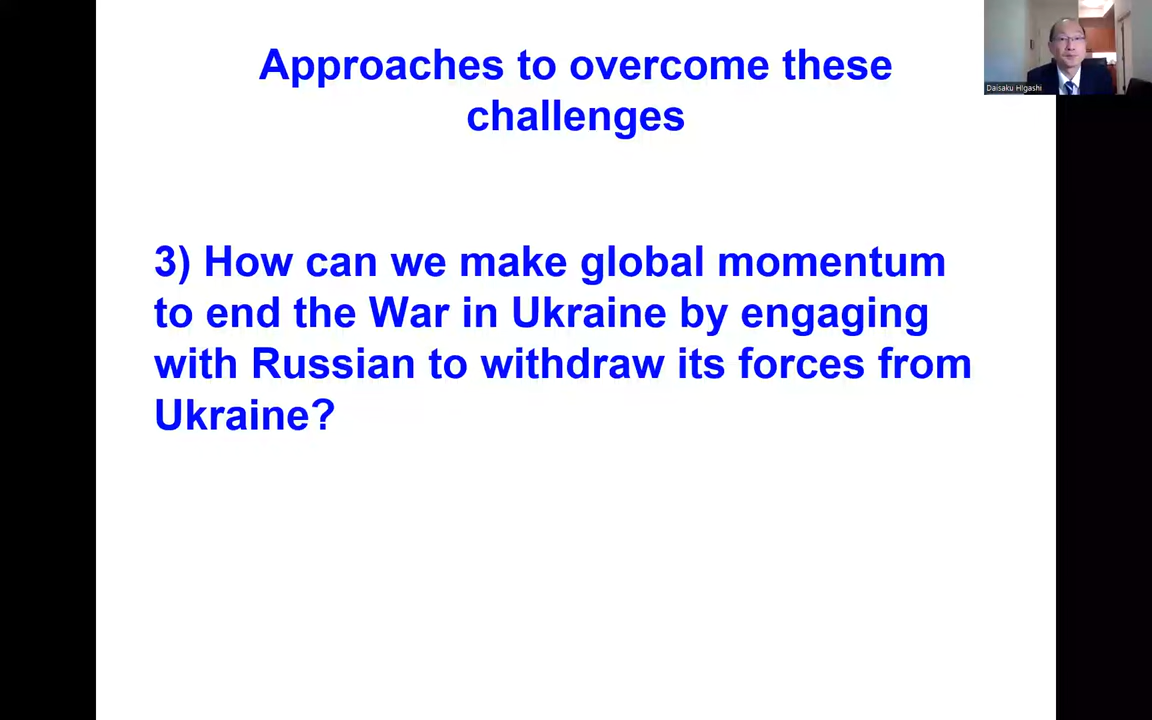 Approaches to overcome these
challenges
Daisaku HIgashi
3) How can we make global momentum
to end the War in Ukraine by engaging
with Russian to withdraw its forces from
Ukraine?